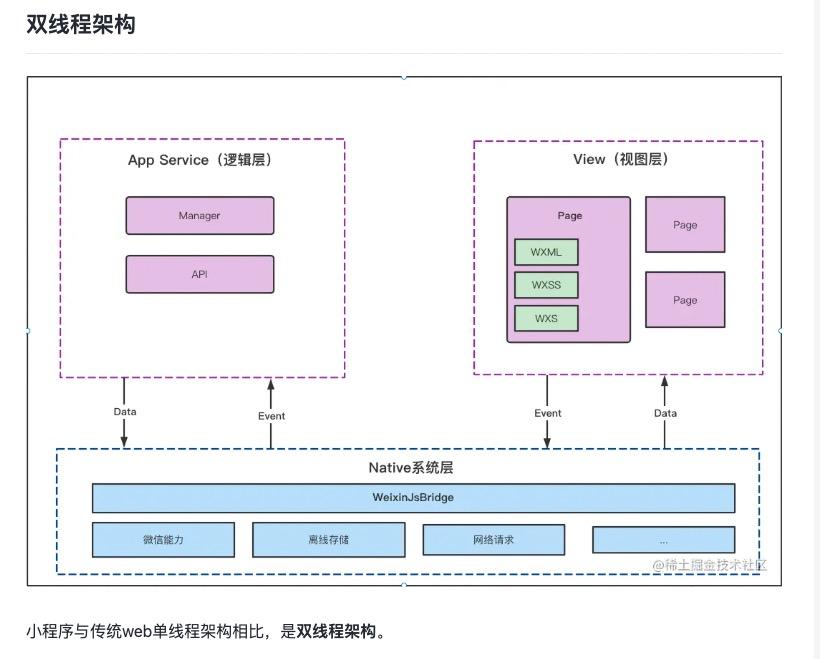 双线程架构
App Service（逻辑层）
Manager
API
View（视图层）
Page
WXML
WXSS
WXS
Page
Page
Data
Event
Event
Data
Native系统层
WeixinJsBridge
微信能力
离线存储
网络请求
...
@稀土掘金技术社区
小程序与传统web单线程架构相比，是双线程架构。